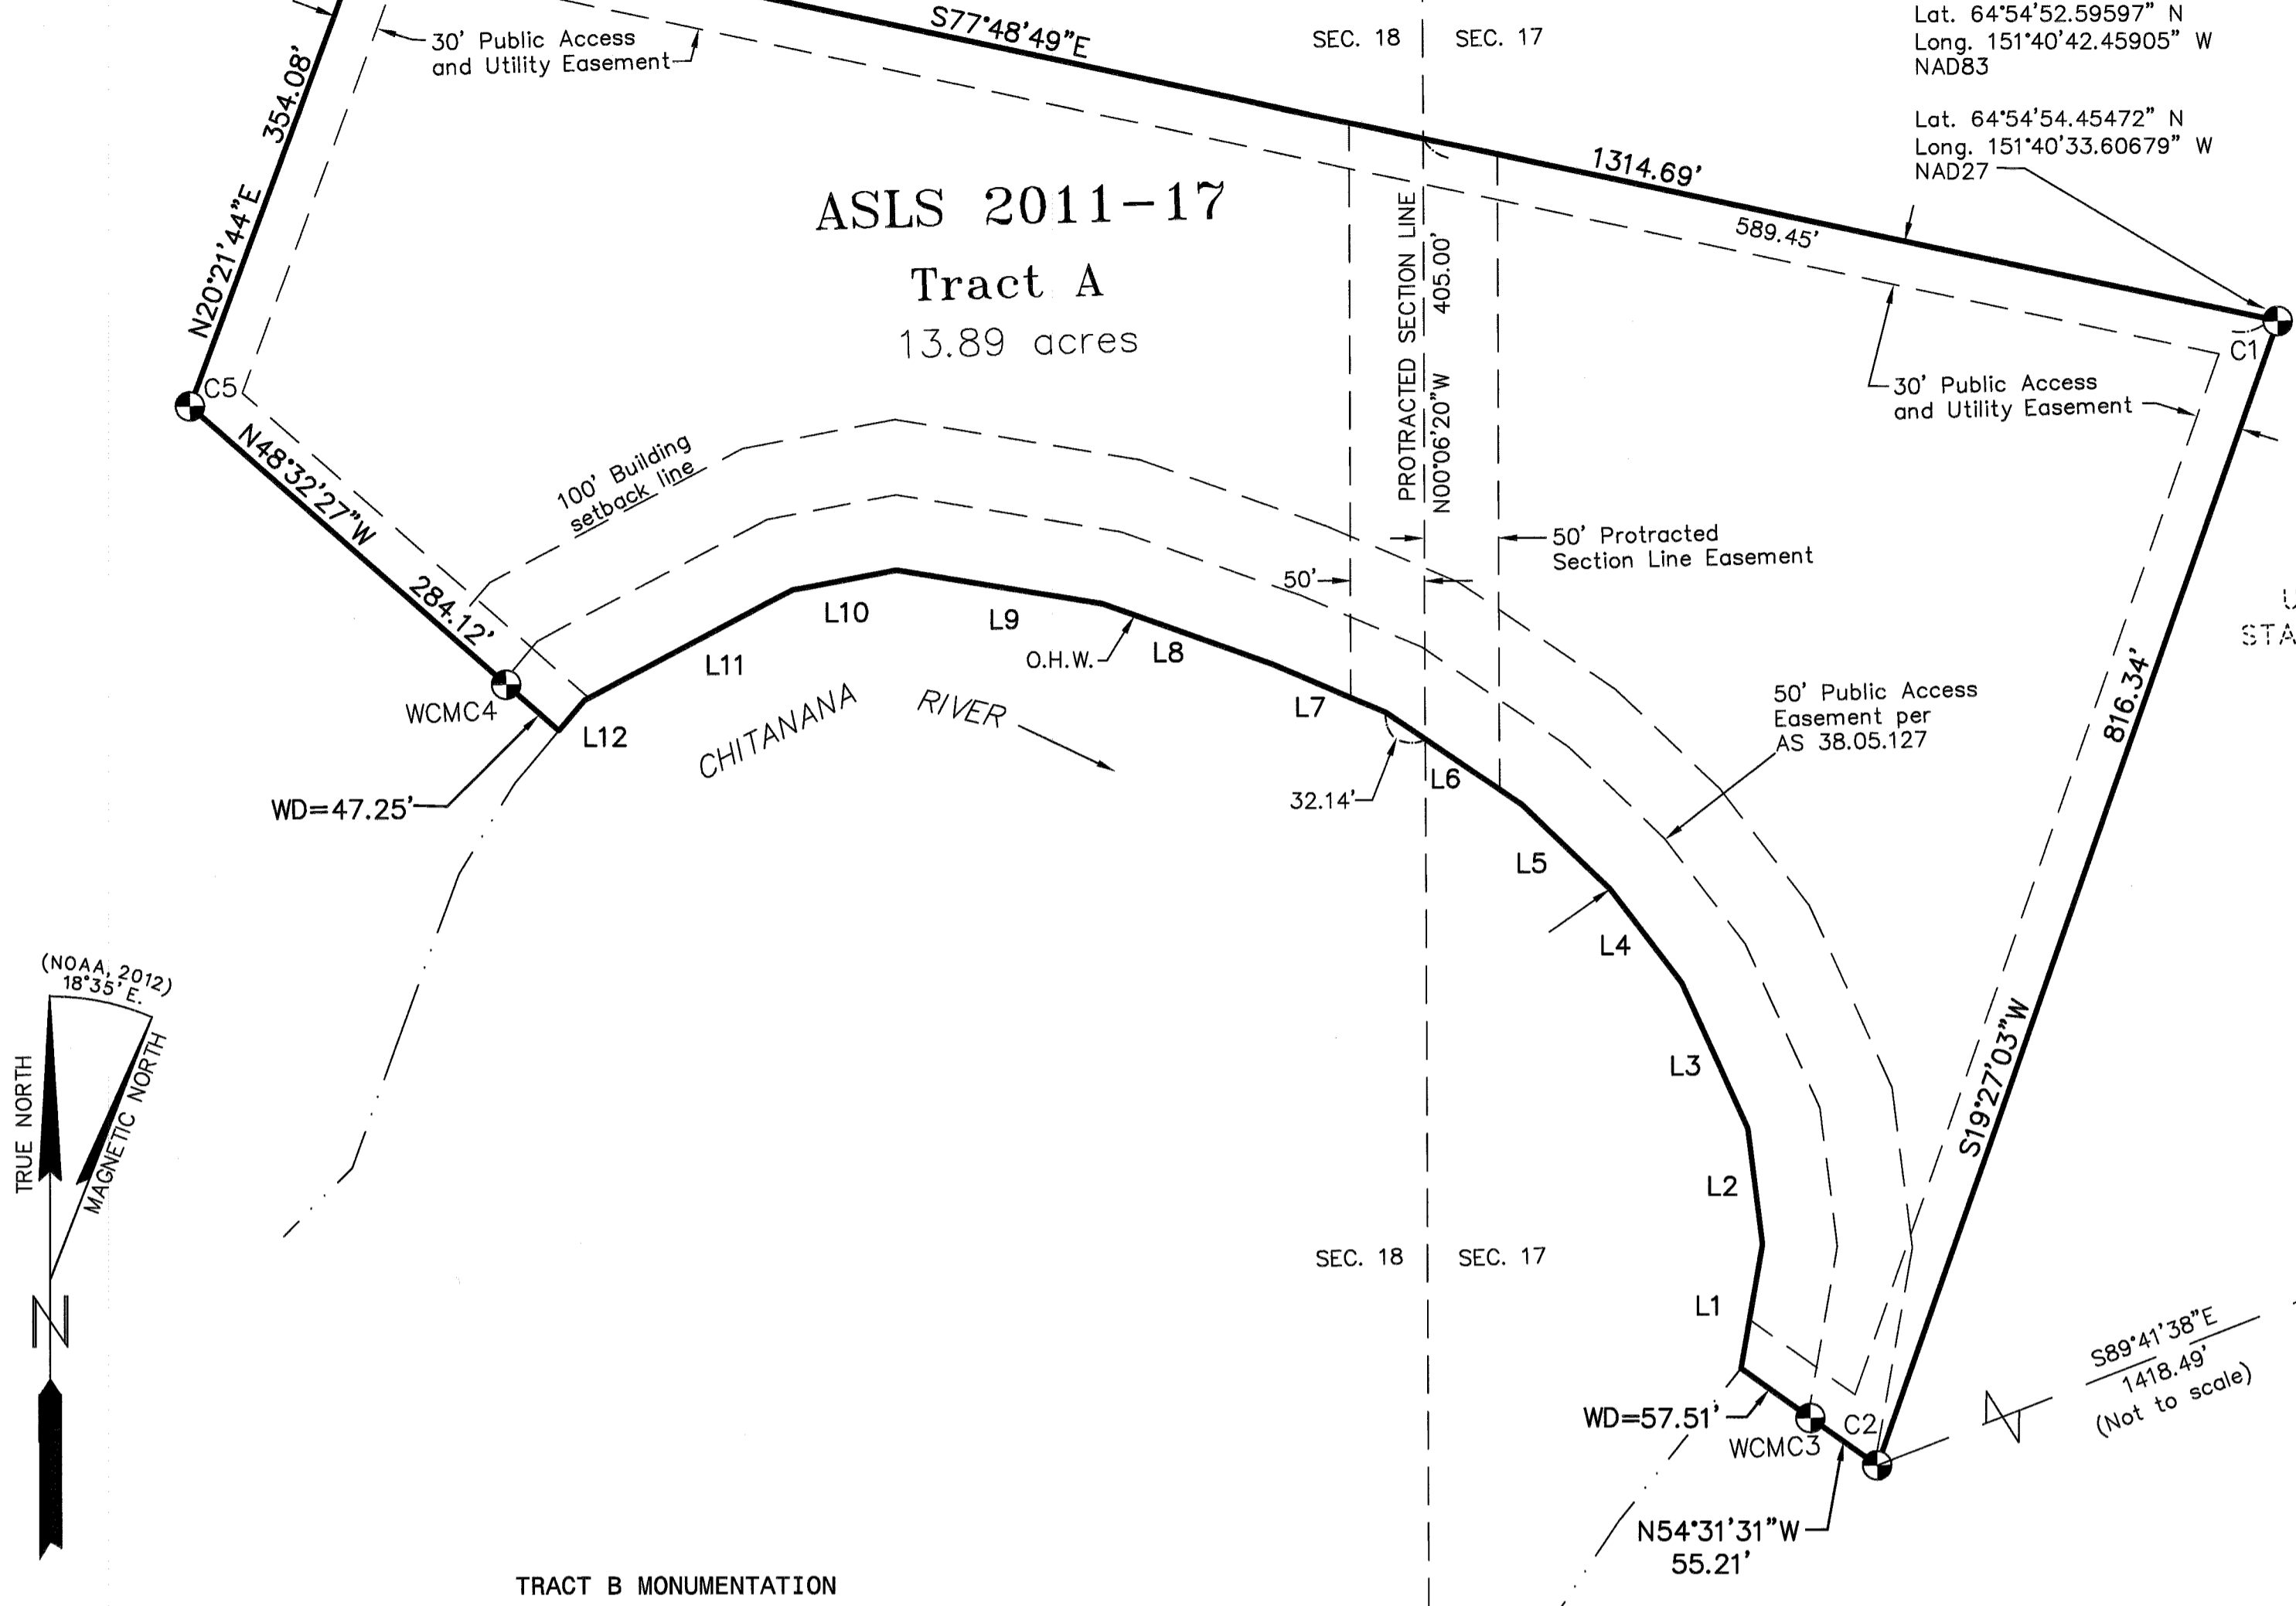 S77°48'49"E
SEC. 18
SEC. 17
Lat. 64°54'52.59597" N
Long. 151°40'42.45905" W
NAD83
Lat. 64°54'54.45472" N
Long. 151°40'33.60679" W
NAD27
30' Public Access
and Utility Easement
354.08'
N20°21'44"E
1314.69'
589.45'
ASLS 2011-17
Tract A
13.89 acres
PROTRACTED SECTION LINE
N00°06'20"W 405.00'
C1
30' Public Access
and Utility Easement
C5
N48°32'27"W
284.12'
100' Building
setback line
50' Protracted
Section Line Easement
50'
L10
L9
O.H.W.
L8
L11
L7
WCMC4
L12
WD=47.25'
CHITANANA RIVER
32.14'
L6
50' Public Access
Easement per
AS 38.05.127
816.34'
S19°27'03"W
STA
L5
L4
L3
L2
L1
(NOAA, 2012)
18°35' E.
TRUE NORTH
MAGNETIC NORTH
N
SEC. 18
SEC. 17
S89°41'38"E
1418.49'
(Not to scale)
WD=57.51'
WCMC3
C2
N54°31'31"W
55.21'
TRACT B MONUMENTATION